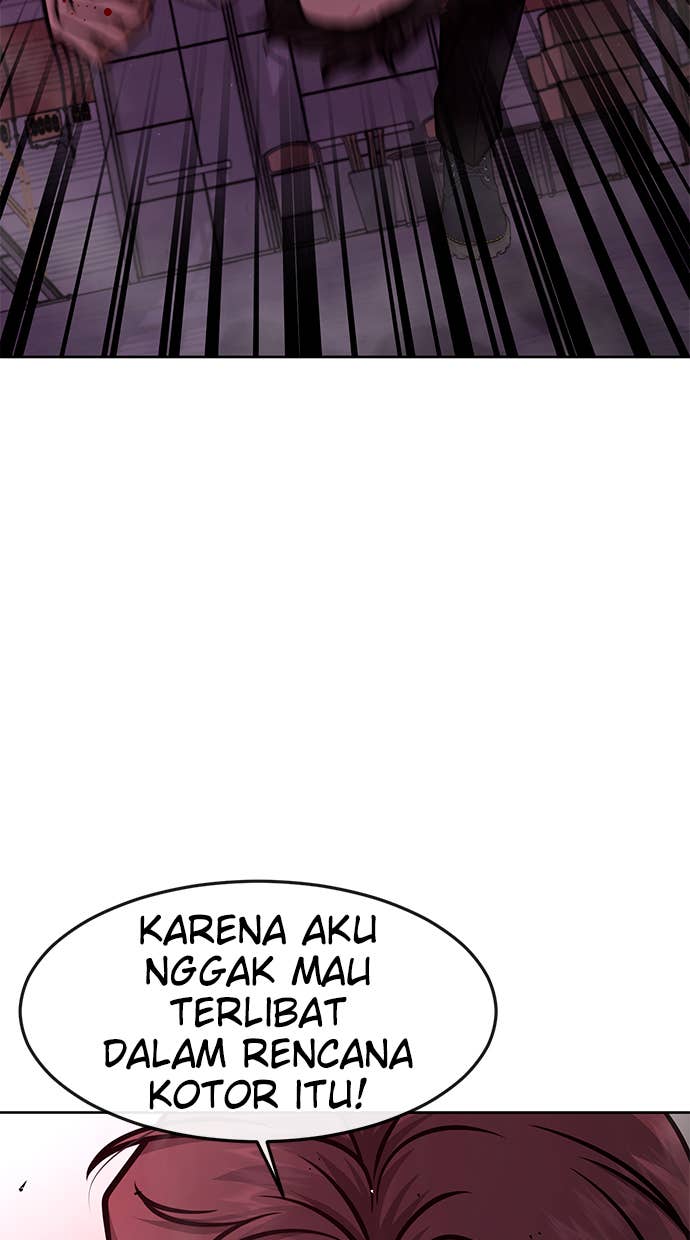 KARENA AKU
NGGAK MAU
TERLIBAT
DALAM RENCANA
KOTOR ITU!